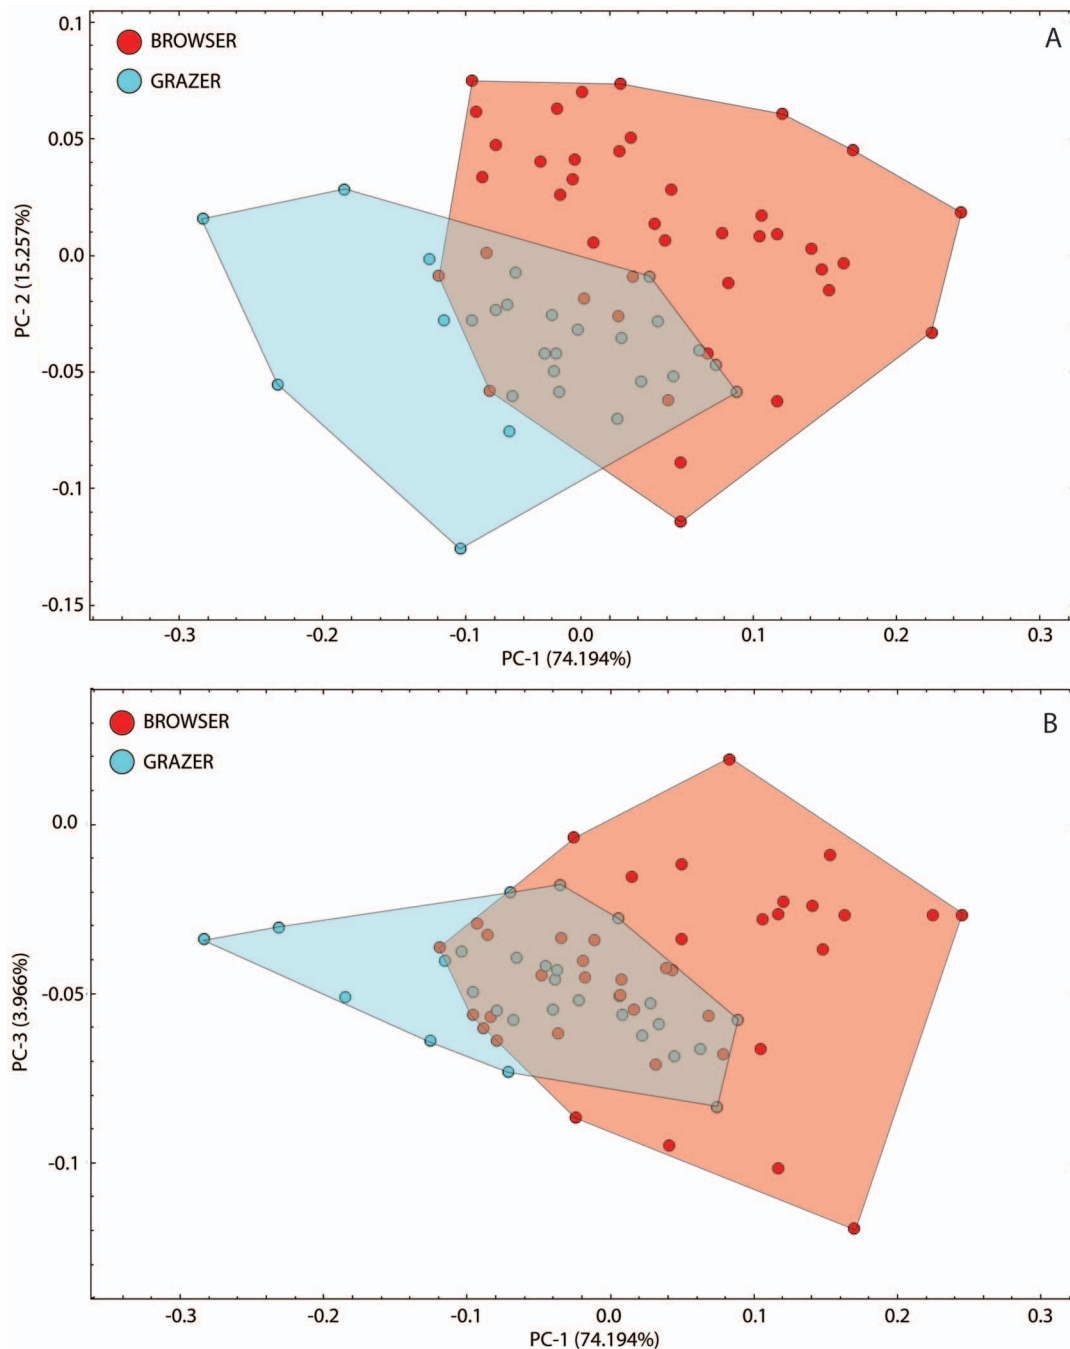 0.1
BROWSER
A
GRAZER
0.05
0.0
PC- 2 (15.257%)
-0.05
-0.1
-0.15
-0.3 -0.2 -0.1 0.0 0.1 0.2 0.3
PC-1 (74.194%)
BROWSER
B
GRAZER
0.0
PC-3 (3.966%)
-0.05
-0.1
-0.3 -0.2 -0.1 0.0 0.1 0.2 0.3
PC-1 (74.194%)